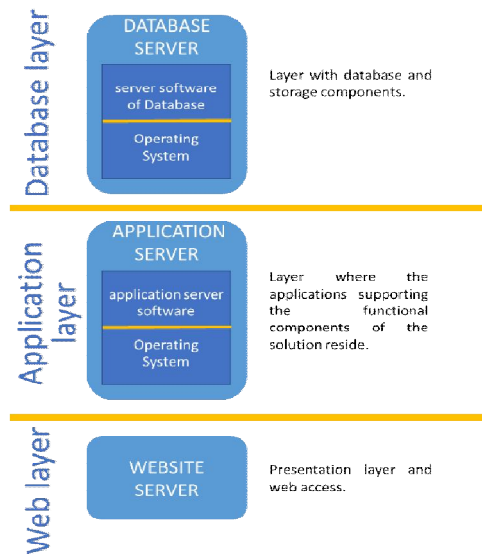 Database layer
DATABASE
SERVER
server software
of Database
Operating
System
Layer with database and
storage components.
Application
layer
APPLICATION
SERVER
application server
software
Operating
System
Layer where the
applications supporting
the functional
components of the
solution reside.
Web layer
WEBSITE
SERVER
Presentation layer and
web access.